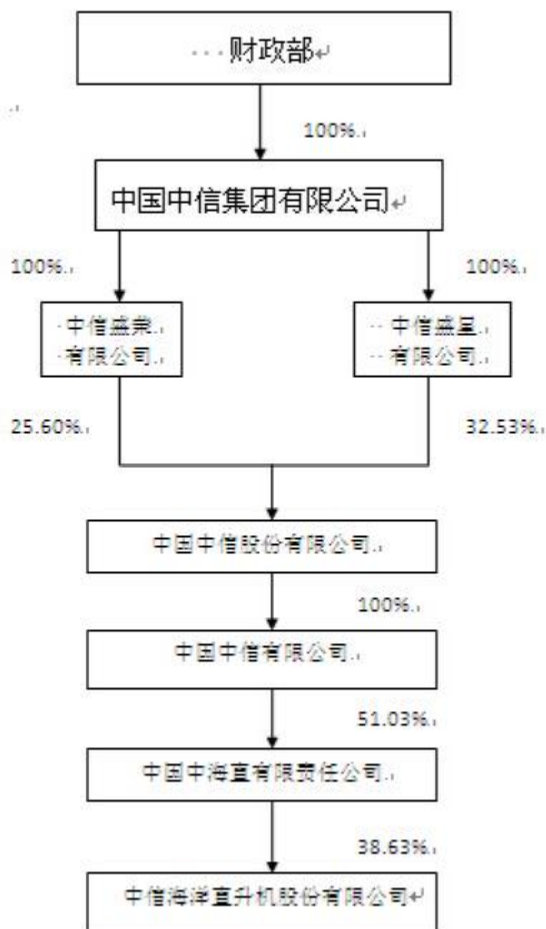 财政部
100%
中国中信集团有限公司
100%
100%
中信盛荣
有限公司
中信盛星
有限公司
25.60%
32.53%
中国中信股份有限公司
100%
中国中信有限公司
51.03%
中国中海直有限责任公司
38.63%
中信海洋直升机股份有限公司